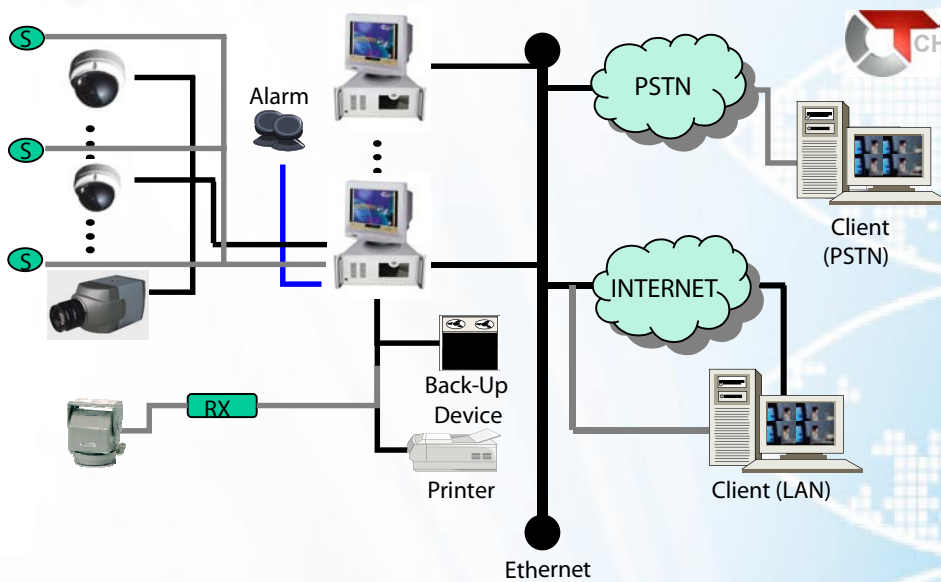 S
S
S
Alarm
RX
Back-Up
Device
Printer
PSTN
INTERNET
Ethernet
CH
Client
(PSTN)
Client (LAN)